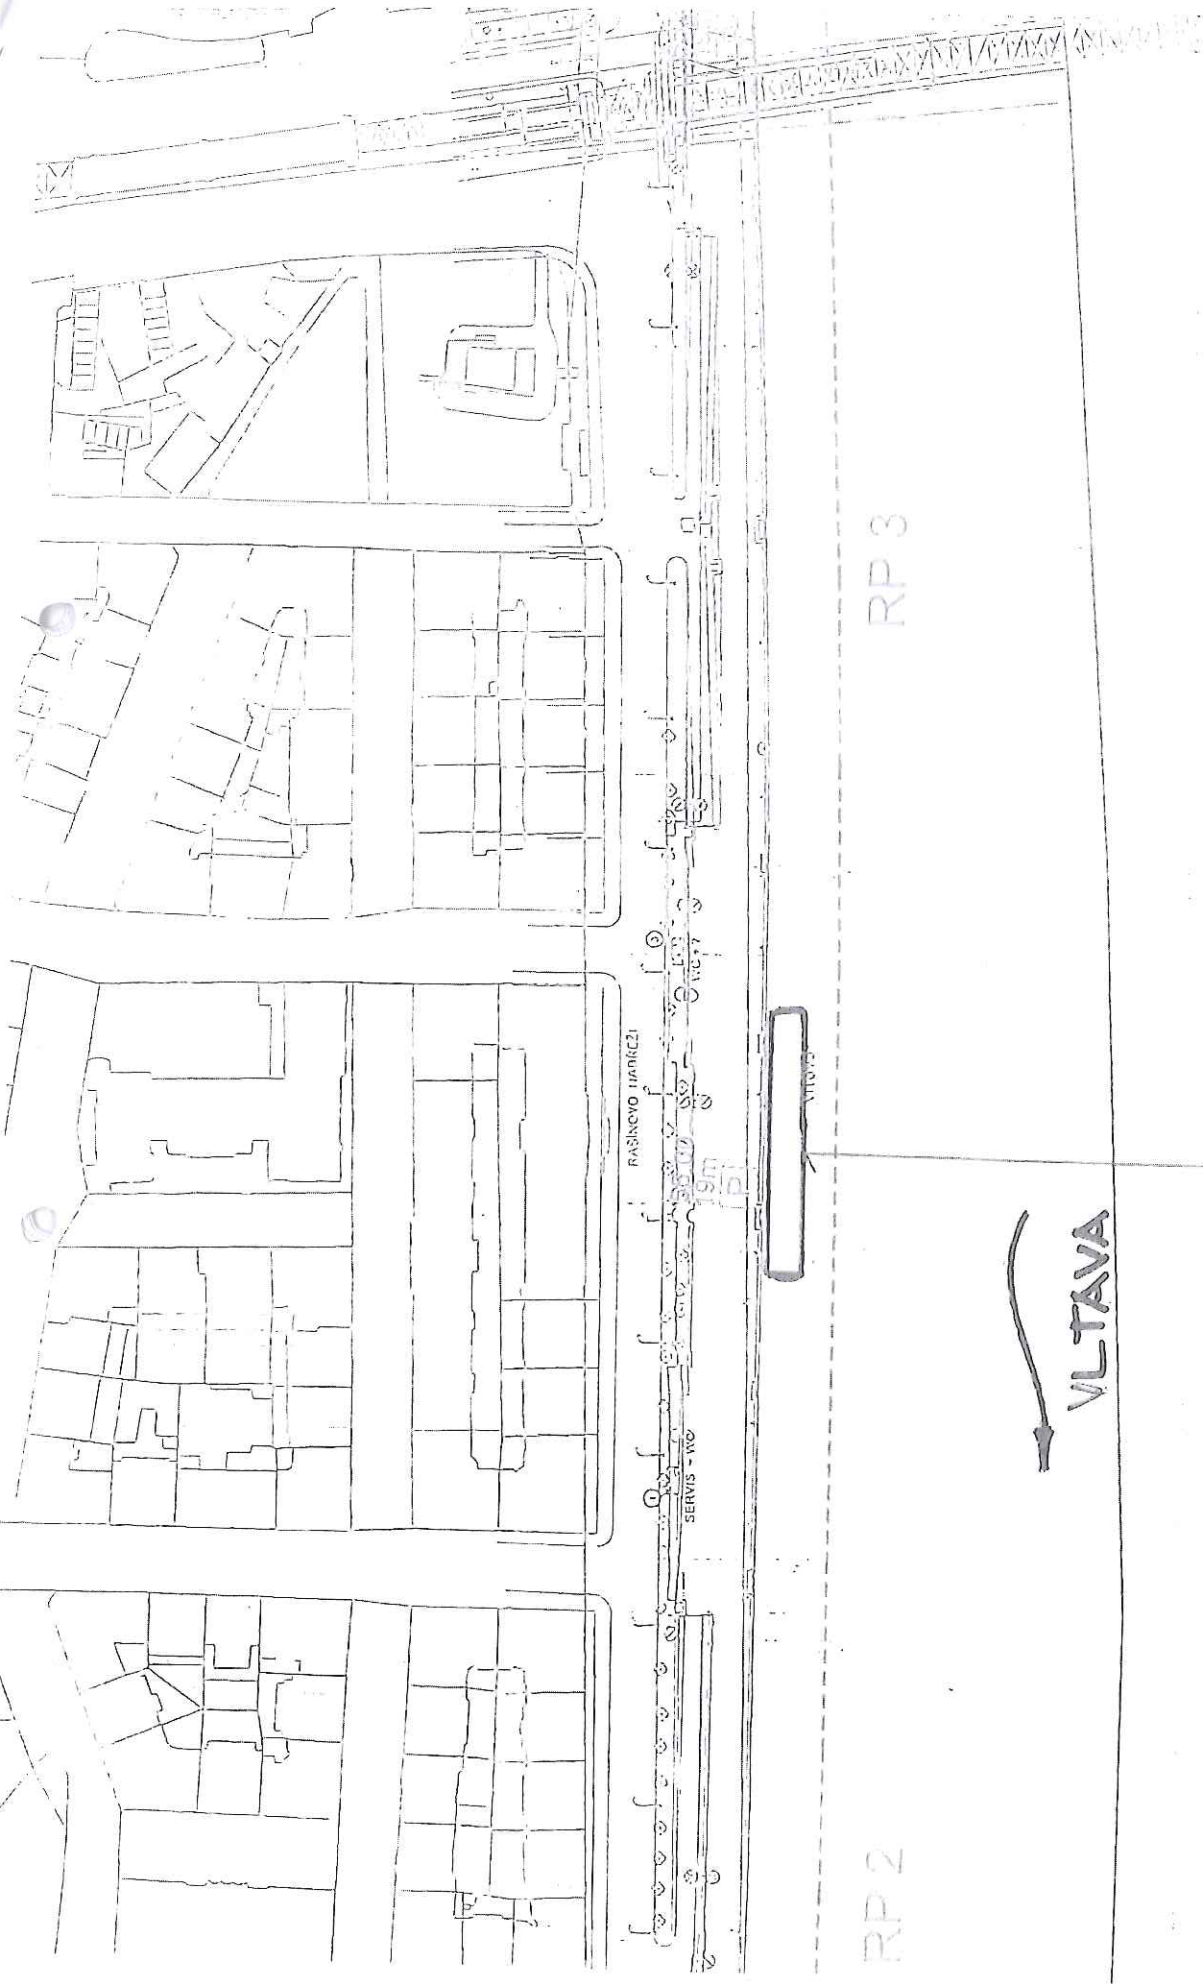 RP 3
RAŠÍNOVO NÁBŘEŽÍ
19m
VLTAVA
SERVIS - WC
RP 2